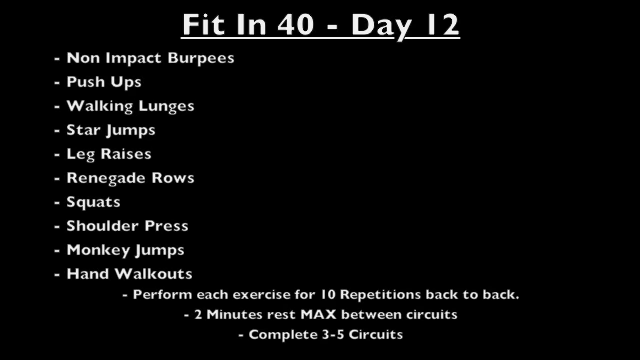 Fit In 40 - Day 12
- Non Impact Burpees
- Push Ups
- Walking Lunges
- Star Jumps
- Leg Raises
- Renegade Rows
- Squats
- Shoulder Press
- Monkey Jumps
- Hand Walkouts
- Perform each exercise for 10 Repetitions back to back.
- 2 Minutes rest MAX between circuits
- Complete 3-5 Circuits